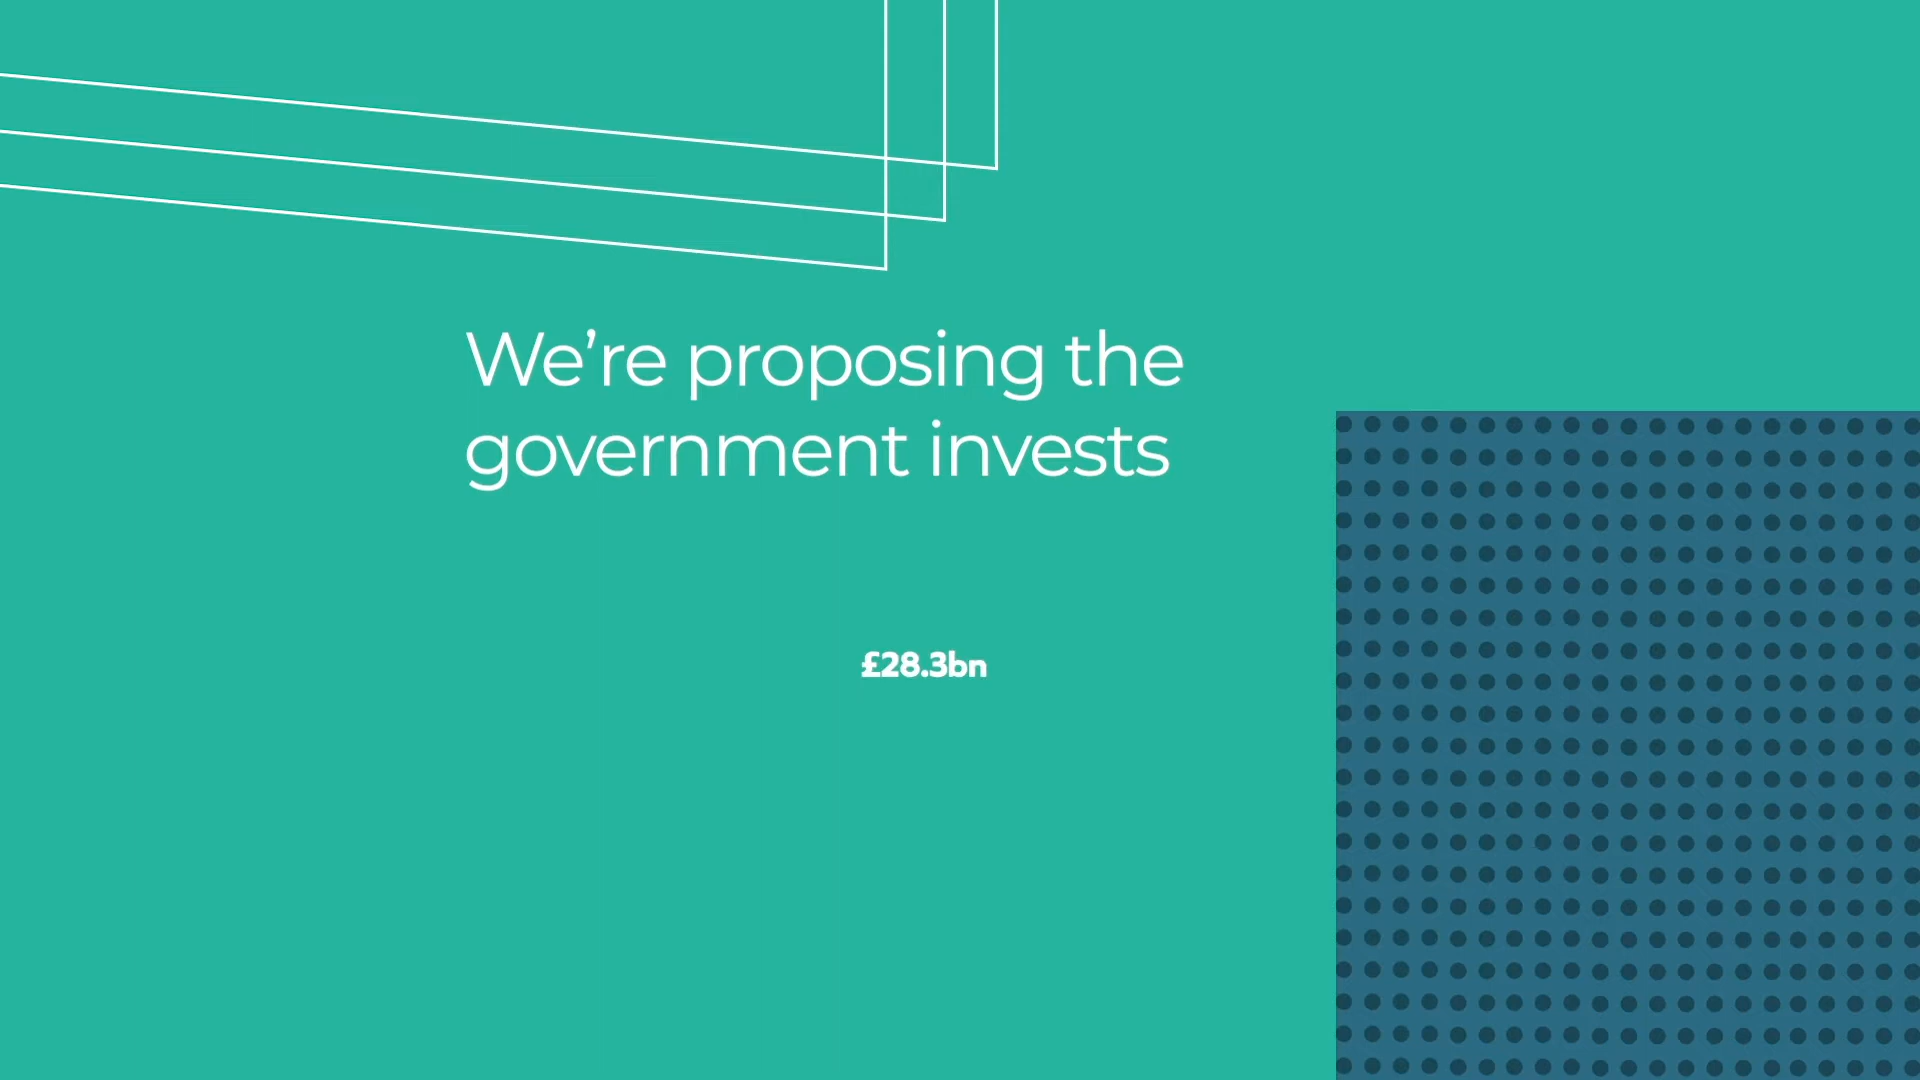 We’re proposing the
government invests
£28.3bn